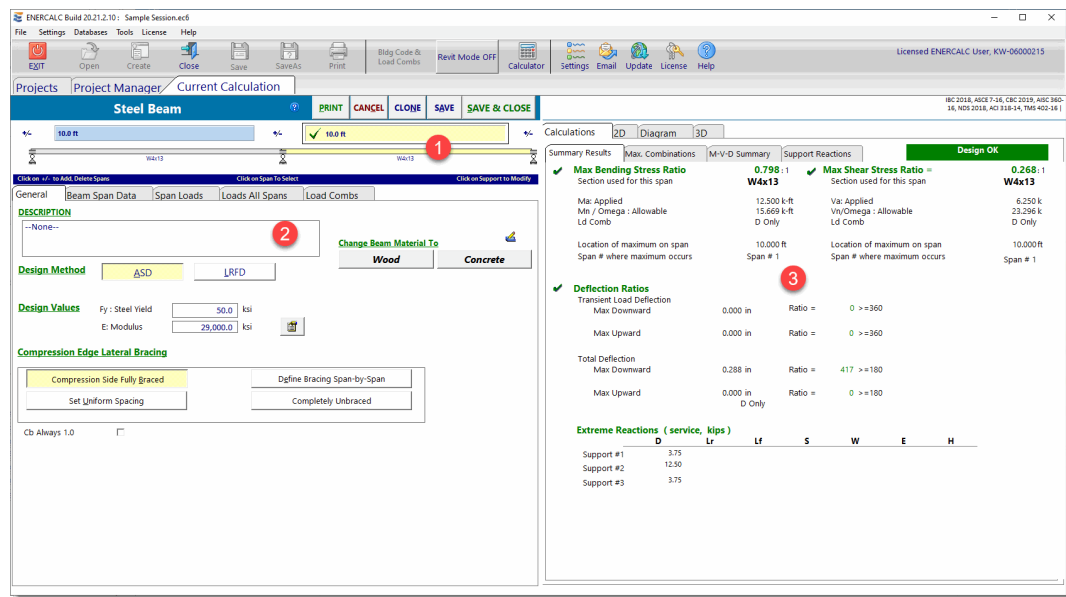 ENERCALC Build 20.21.2.10 : Sample Session.ec6
File Settings Databases Tools License Help
EXIT Open Create Close Save SaveAs Print Bldg Code & Load Combs Revit Mode OFF Calculator Settings Email Update License Help
Licensed ENERCALC User, KW-06000215
Projects Project Manager Current Calculation
Steel Beam PRINT CANCEL CLONE SAVE SAVE & CLOSE
IBC 2018, ASCE 7-16, CBC 2019, AISC 360-
16, NDS 2018, ACI 318-14, TMS 402-16 |
+/- 10.0 ft +/- 10.0 ft +/-
1
W4x13 W4x13
Click on +/- to Add, Delete Spans Click on Span To Select Click on Support to Modify
General Beam Span Data Span Loads Loads All Spans Load Combs
DESCRIPTION
--None--
2
Change Beam Material To
Wood Concrete
Design Method ASD LRFD
Design Values Fy : Steel Yield 50.0 ksi
E: Modulus 29,000.0 ksi
Compression Edge Lateral Bracing
Compression Side Fully Braced Define Bracing Span-by-Span
Set Uniform Spacing Completely Unbraced
Cb Always 1.0
Calculations 2D Diagram 3D
Summary Results Max. Combinations M-V-D Summary Support Reactions Design OK
Max Bending Stress Ratio 0.798 : 1 Max Shear Stress Ratio = 0.268 : 1
Section used for this span W4x13 Section used for this span W4x13
Ma: Applied 12.500 k-ft Va: Applied 6.250 k
Mn / Omega : Allowable 15.669 k-ft Vn/Omega : Allowable 23.296 k
Ld Comb D Only Ld Comb D Only
Location of maximum on span 10.000 ft Location of maximum on span 10.000 ft
Span # where maximum occurs Span # 1 Span # where maximum occurs Span # 1
3
Deflection Ratios
Transient Load Deflection
Max Downward 0.000 in Ratio = 0 >=360
Max Upward 0.000 in Ratio = 0 >=360
Total Deflection
Max Downward 0.288 in Ratio = 417 >=180
Max Upward 0.000 in Ratio = 0 >=180
D Only
Extreme Reactions ( service, kips )
D Lr Lf S W E H
Support #1 3.75
Support #2 12.50
Support #3 3.75